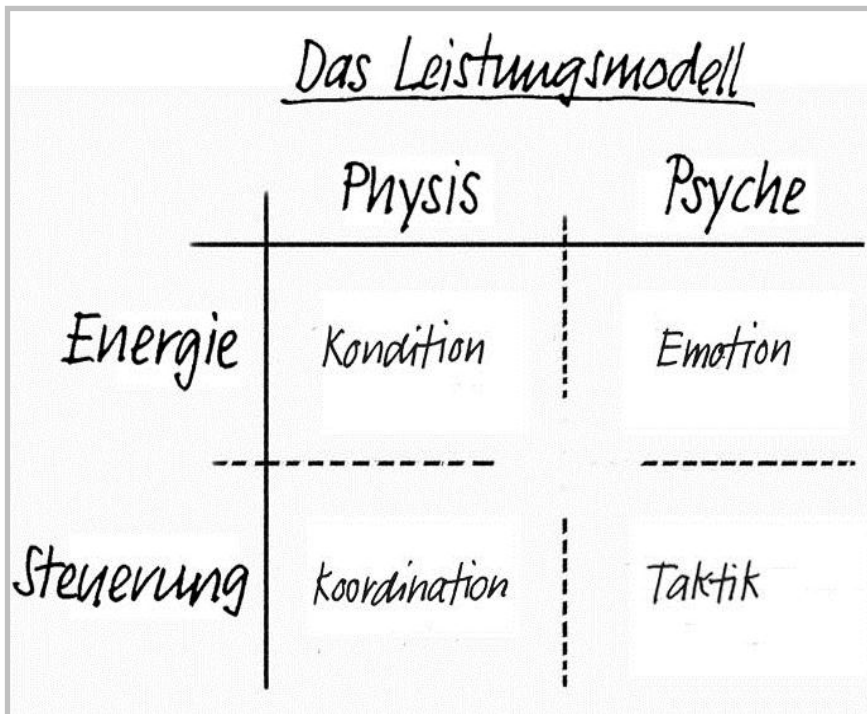 Das Leistungsmodell
Physis Psyche
Energie Kondition Emotion
Steuerung Koordination Taktik